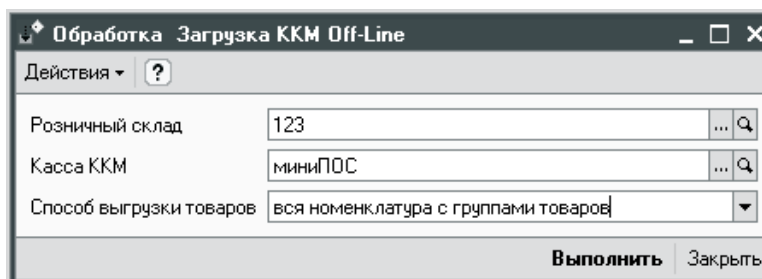 Обработка Загрузка ККМ Off-Line
Действия ?
Розничный склад 123 ...
Касса ККМ миниПОС ...
Способ выгрузки товаров вся номенклатура с группами товаров
Выполнить Закрыть